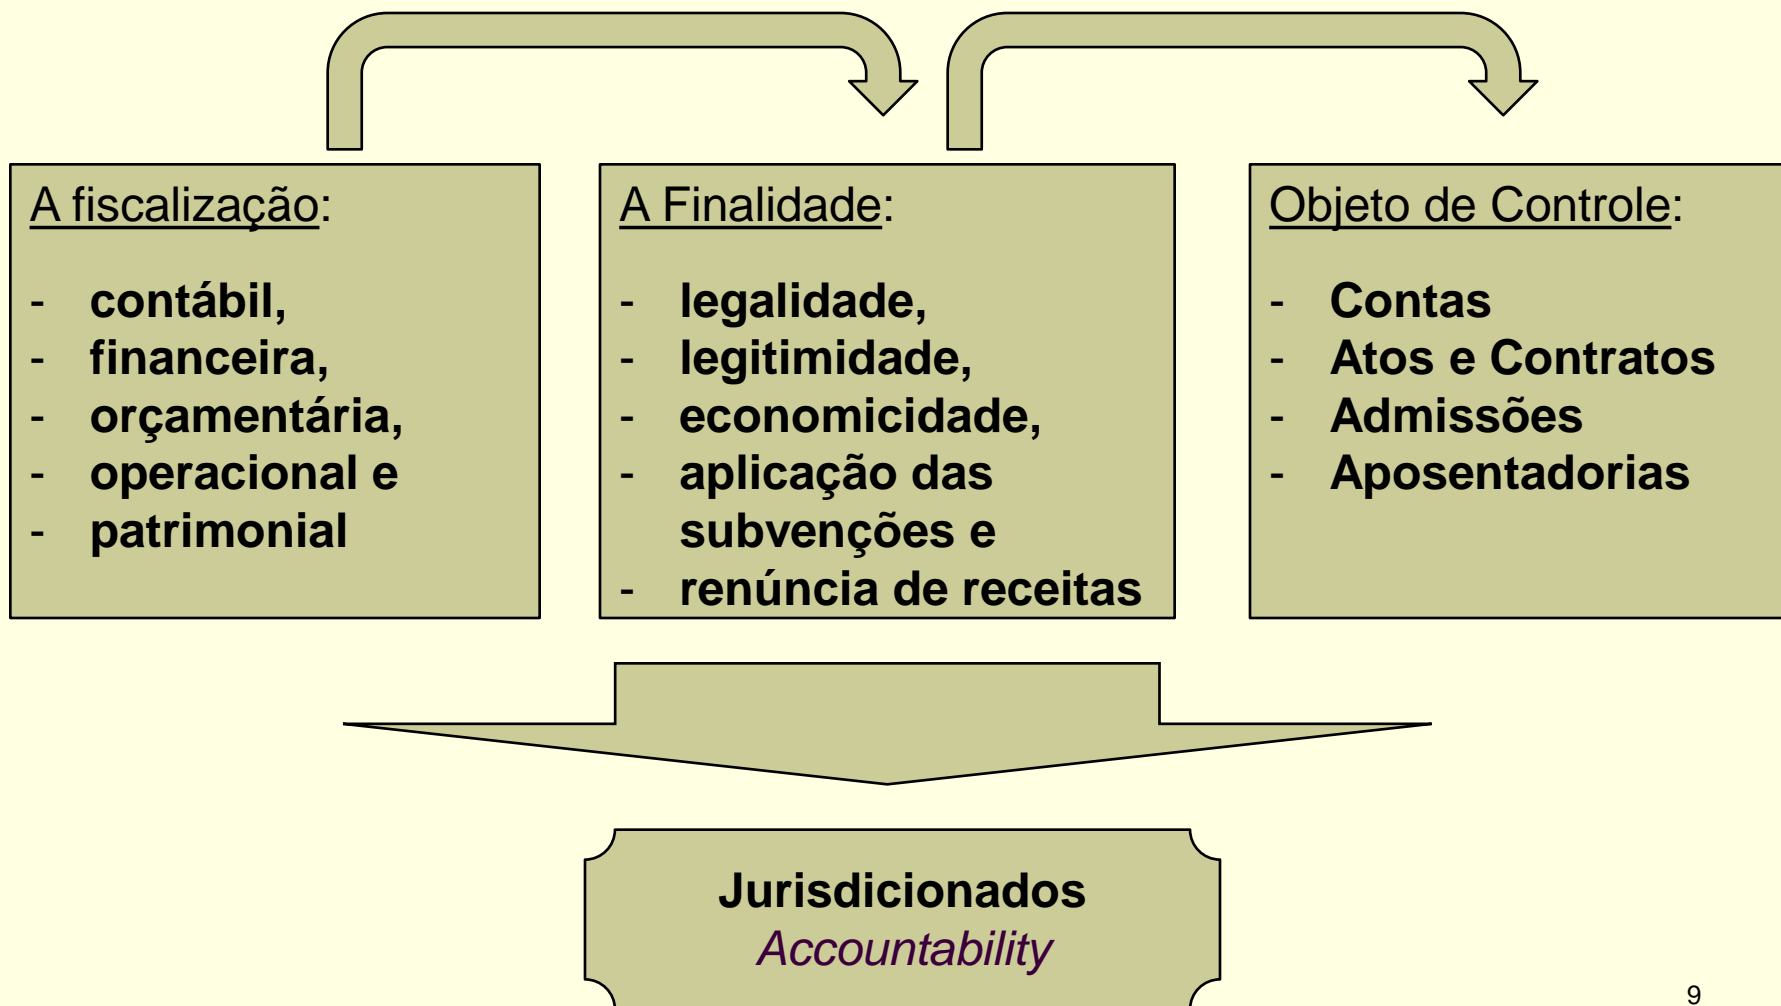 A fiscalização:
- contábil,
- financeira,
- orçamentária,
- operacional e
- patrimonial
A Finalidade:
- legalidade,
- legitimidade,
- economicidade,
- aplicação das
subvenções e
- renúncia de receitas
Objeto de Controle:
- Contas
- Atos e Contratos
- Admissões
- Aposentadorias
Jurisdicionados
Accountability
9